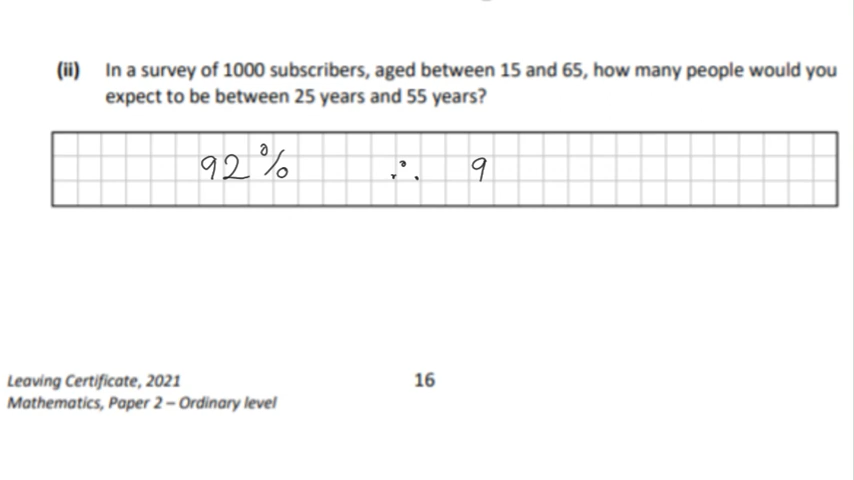 (ii) In a survey of 1000 subscribers, aged between 15 and 65, how many people would you
expect to be between 25 years and 55 years?
92% ∴ 9
Leaving Certificate, 2021
16
Mathematics, Paper 2 – Ordinary level